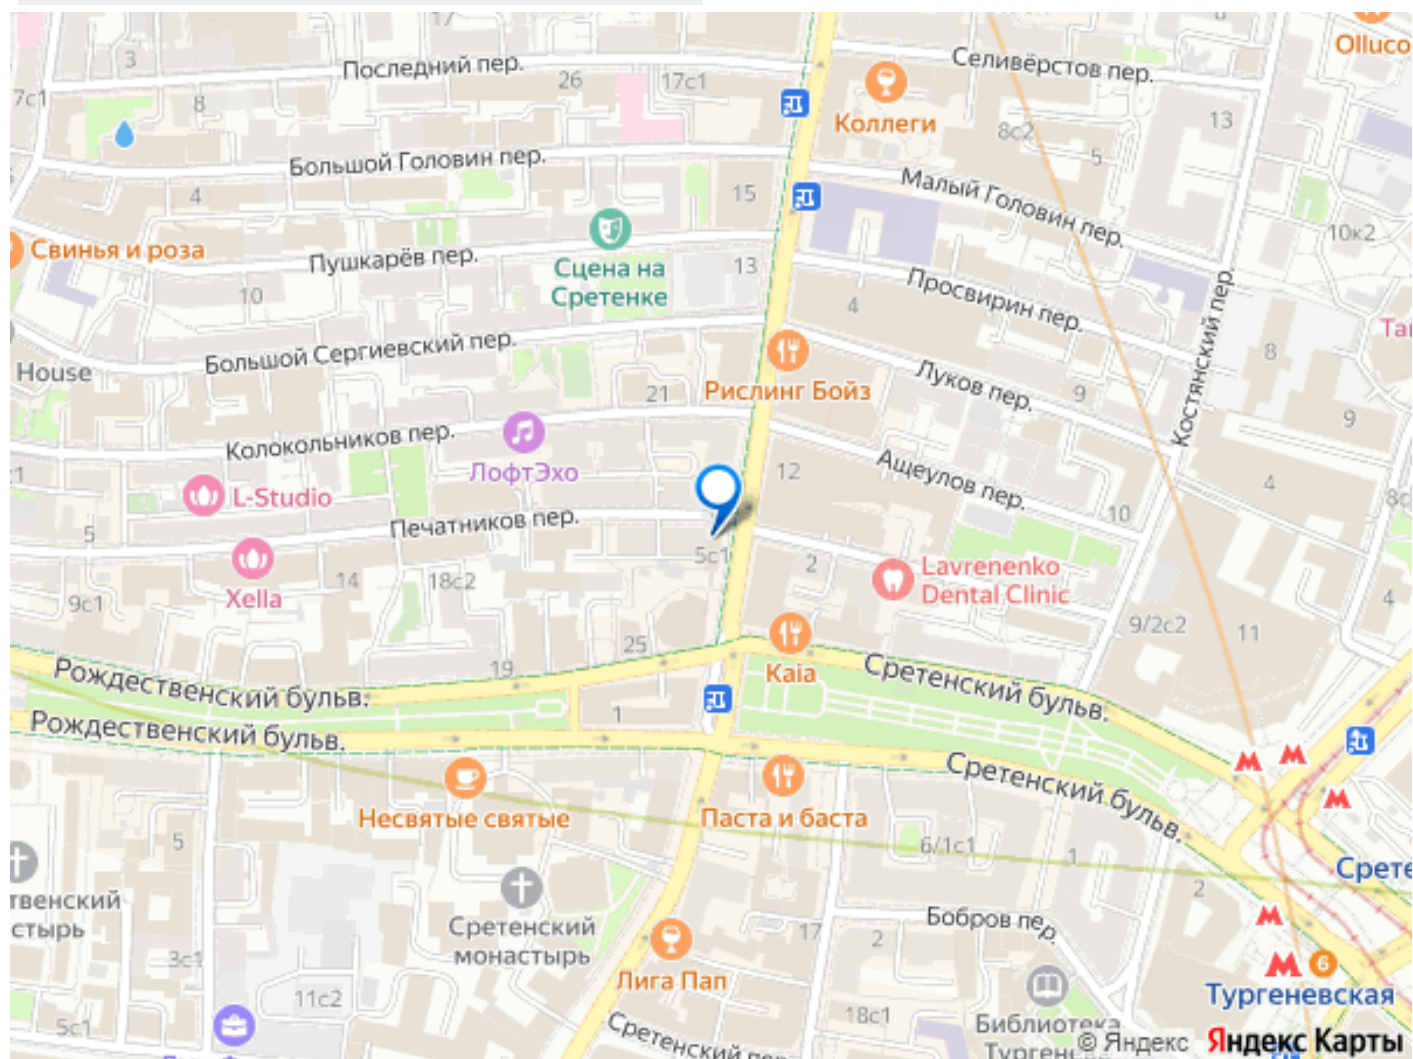 Olluco
Селивёрстов пер.
Последний пер.
3
26
17с1
7с1
8
Коллеги
8с2
13
5
Большой Головин пер.
Малый Головин пер.
4
15
10к2
Свинья и роза
Пушкарёв пер.
Сцена на
Сретенке
13
10
Просвирин пер.
4
Костянский пер.
Большой Сергиевский пер.
House
Рислинг Бойз
Луков пер.
8
9
9
21
Колокольников пер.
ЛофтЭхо
12
Ащеулов пер.
4
L-Studio
10
Печатников пер.
5
5с1
2
Lavrenenko
Dental Clinic
Xella
14
18с2
9с1
4
9/2с2
11
25
19
Kaia
Рождественский бульв.
Сретенский бульв.
1
Рождественский бульв.
Сретенский бульв.
Несвятые святые
Паста и баста
5
6/1с1
1
2
Сретенский
монастырь
Бобров пер.
17
2
3с1
Лига Пап
6
Тургеневская
11с2
18с1
5с1
Сретенский пер.
Библиотека
© Яндекс
Яндекс Карты